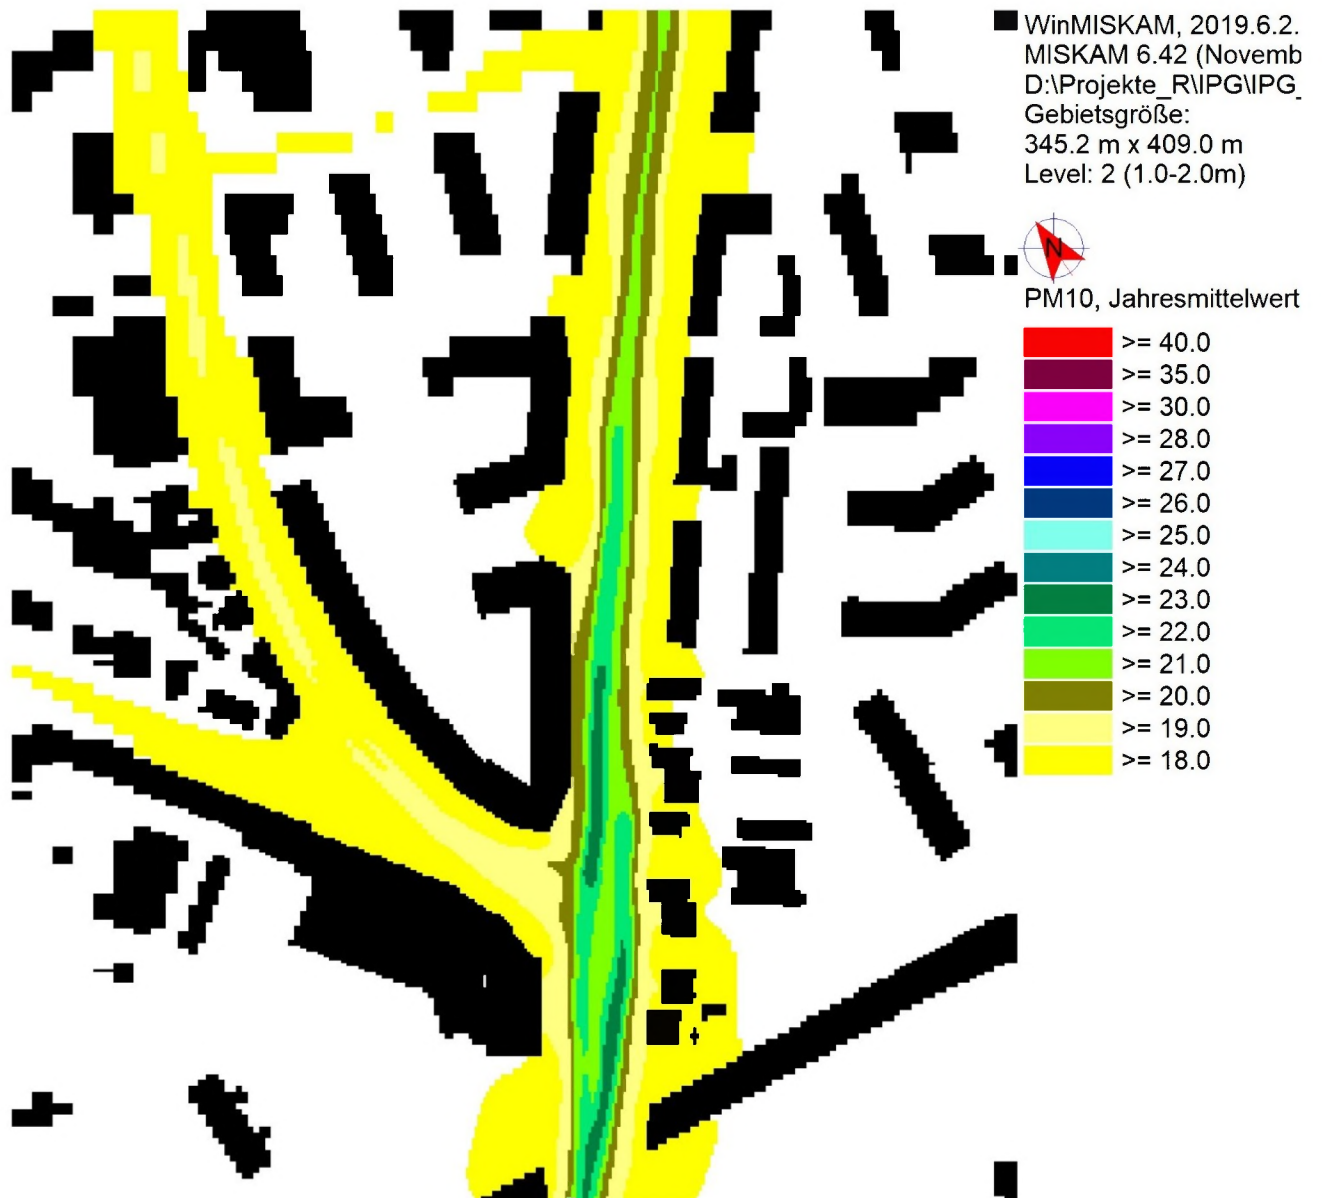 WinMISKAM, 2019.6.2.
MISKAM 6.42 (Novemb
D:\Projekte_R\IPG\IPG_
Gebietsgröße:
345.2 m x 409.0 m
Level: 2 (1.0-2.0m)
N
PM10, Jahresmittelwert
>= 40.0
>= 35.0
>= 30.0
>= 28.0
>= 27.0
>= 26.0
>= 25.0
>= 24.0
>= 23.0
>= 22.0
>= 21.0
>= 20.0
>= 19.0
>= 18.0